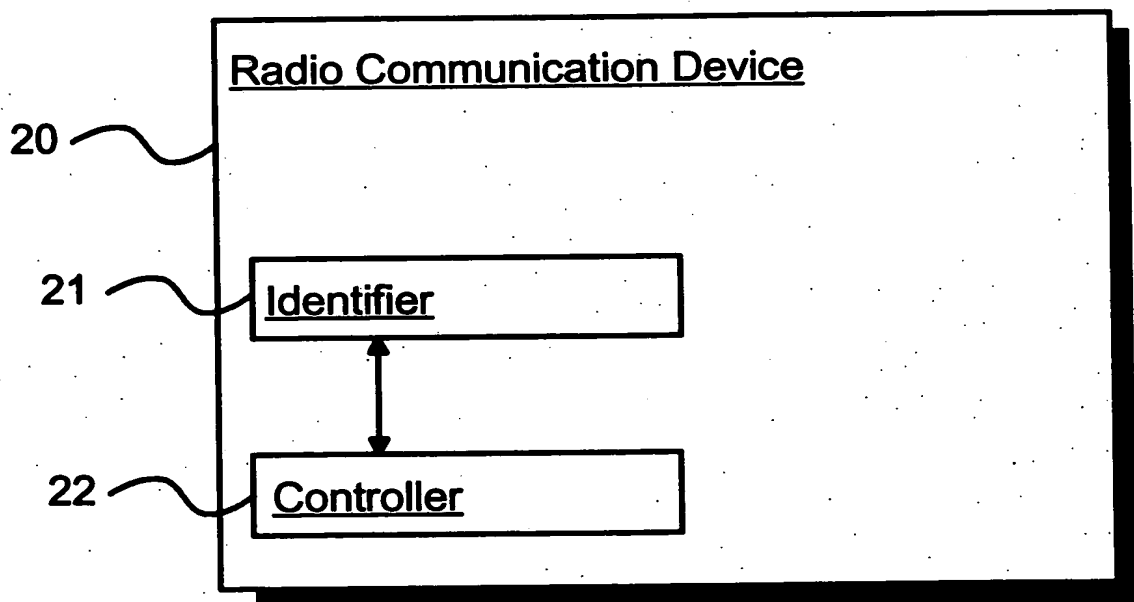 Radio Communication Device
20
21
Identifier
22
Controller